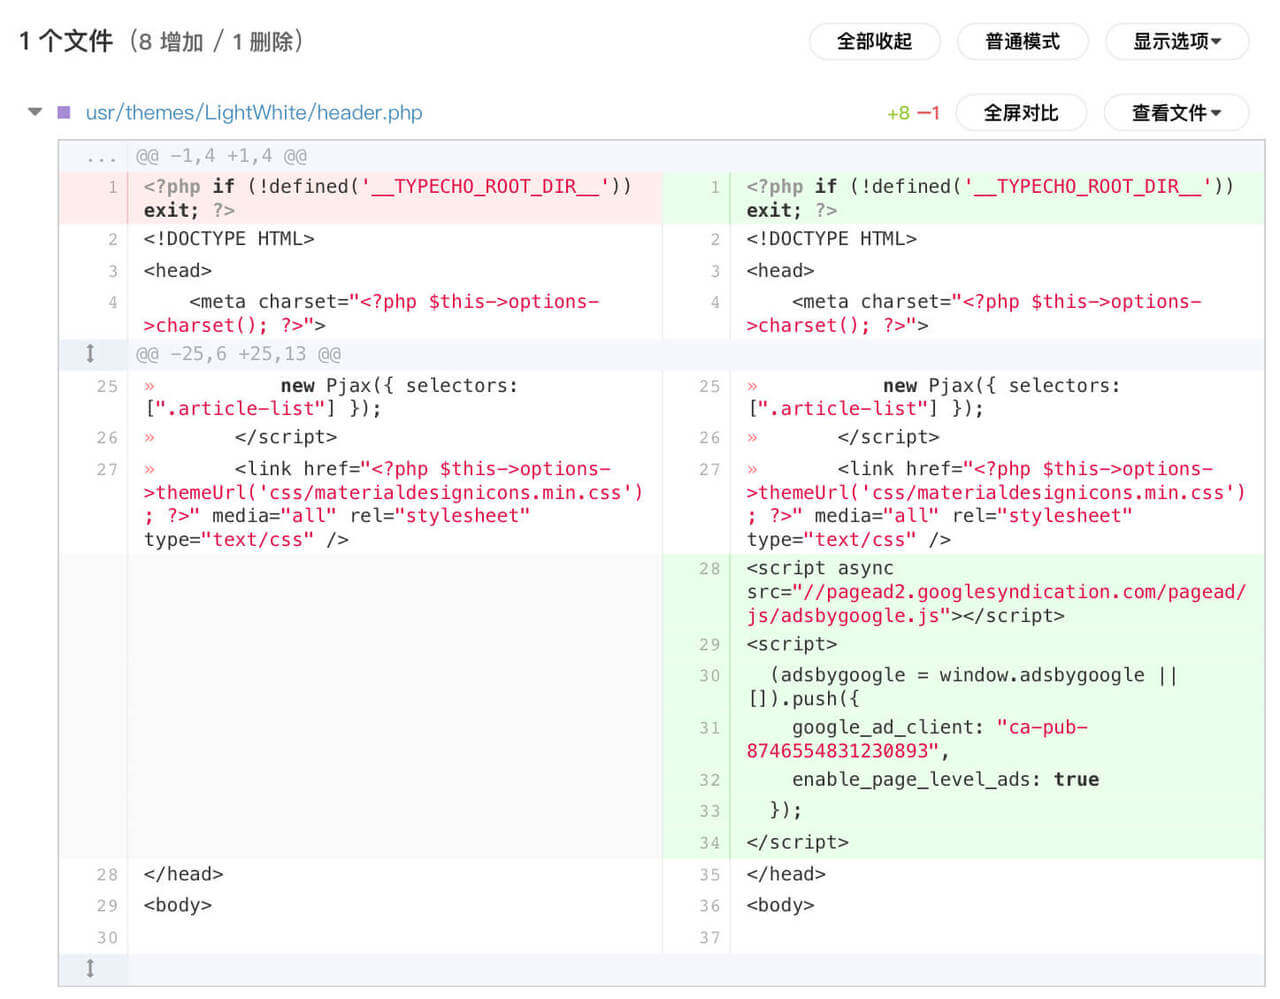 1 个文件 (8 增加 / 1 删除)
全部收起 普通模式 显示选项
usr/themes/LightWhite/header.php +8 −1 全屏对比 查看文件
... @@ -1,4 +1,4 @@
1 <?php if (!defined('__TYPECHO_ROOT_DIR__'))
exit; ?>
2 <!DOCTYPE HTML>
3 <head>
4     <meta charset="<?php $this->options-
>charset(); ?>">
1 <?php if (!defined('__TYPECHO_ROOT_DIR__'))
exit; ?>
2 <!DOCTYPE HTML>
3 <head>
4     <meta charset="<?php $this->options-
>charset(); ?>">
@@ -25,6 +25,13 @@
25 »           new Pjax({ selectors:
[".article-list"] });
26 »       </script>
27 »       <link href="<?php $this->options-
>themeUrl('css/materialdesignicons.min.css')
; ?>" media="all" rel="stylesheet"
type="text/css" />
28 </head>
29 <body>
30
25 »           new Pjax({ selectors:
[".article-list"] });
26 »       </script>
27 »       <link href="<?php $this->options-
>themeUrl('css/materialdesignicons.min.css')
; ?>" media="all" rel="stylesheet"
type="text/css" />
28 <script async
src="//pagead2.googlesyndication.com/pagead/
js/adsbygoogle.js"></script>
29 <script>
30   (adsbygoogle = window.adsbygoogle ||
[]).push({
31     google_ad_client: "ca-pub-
8746554831230893",
32     enable_page_level_ads: true
33   });
34 </script>
35 </head>
36 <body>
37